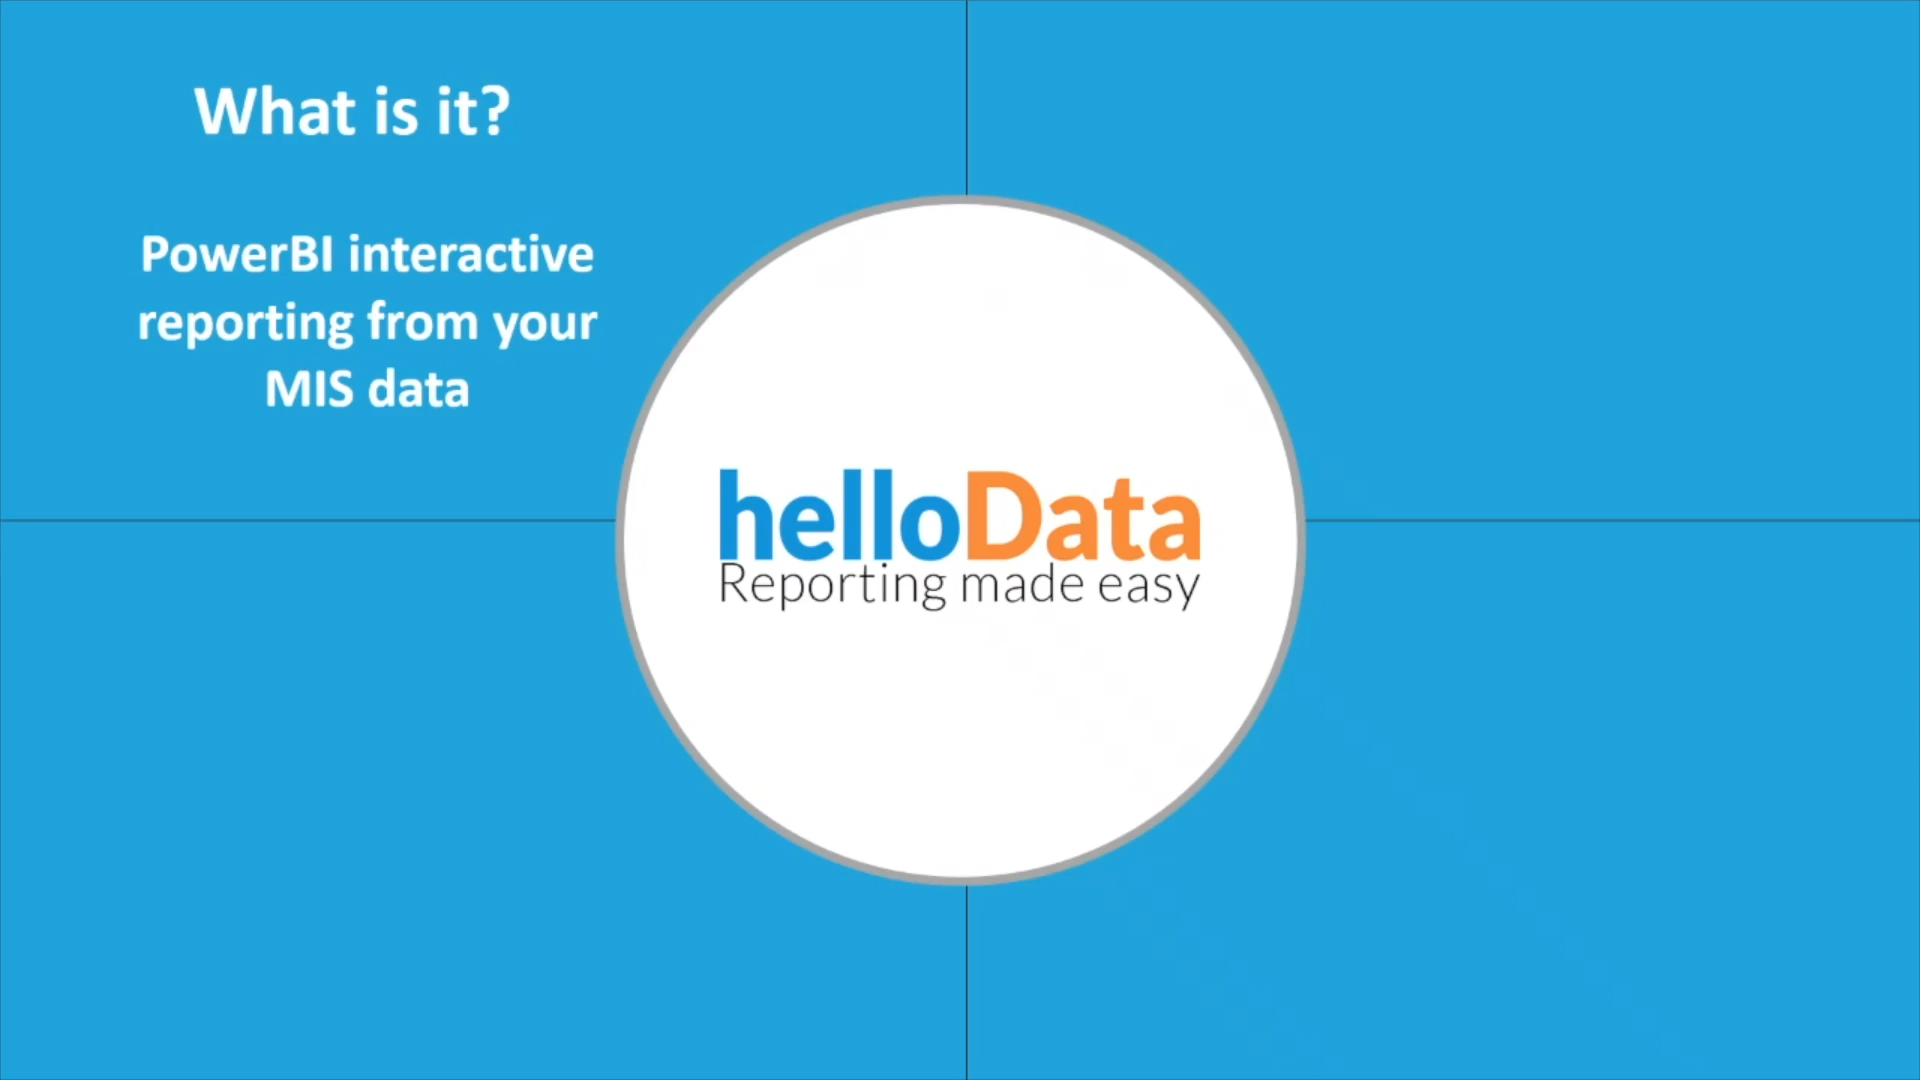 What is it?
PowerBI interactive
reporting from your
MIS data
helloData
Reporting made easy